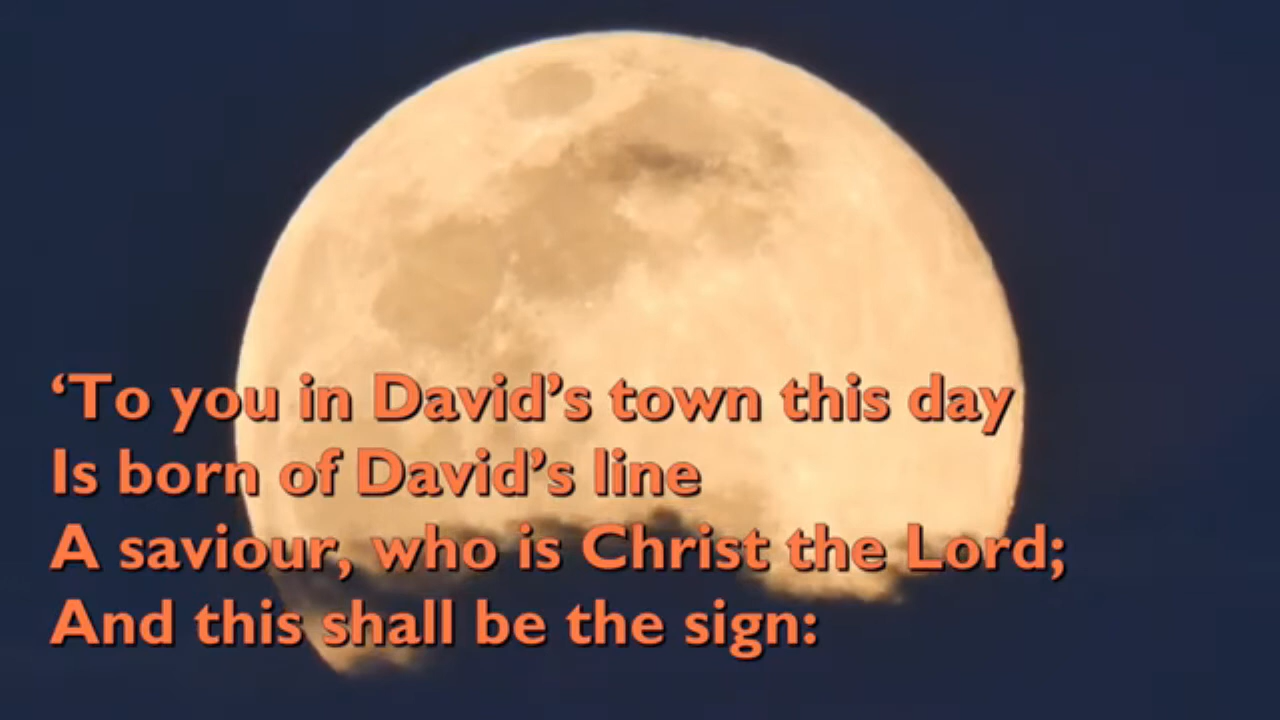 ‘To you in David’s town this day
Is born of David’s line
A saviour, who is Christ the Lord;
And this shall be the sign: